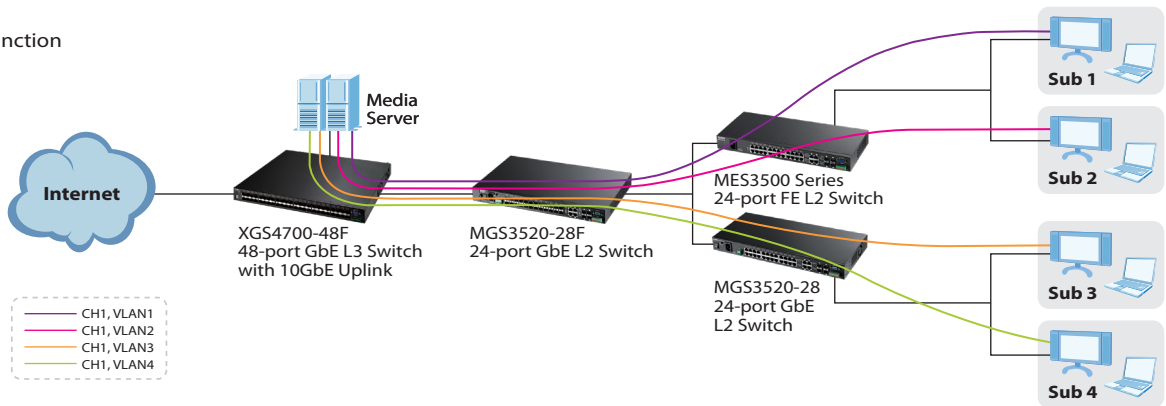 nction
Media
Server
Internet
XGS4700-48F
48-port GbE L3 Switch
with 10GbE Uplink
MGS3520-28F
24-port GbE L2 Switch
MES3500 Series
24-port FE L2 Switch
MGS3520-28
24-port GbE
L2 Switch
Sub 1
Sub 2
Sub 3
Sub 4
CH1, VLAN1
CH1, VLAN2
CH1, VLAN3
CH1, VLAN4